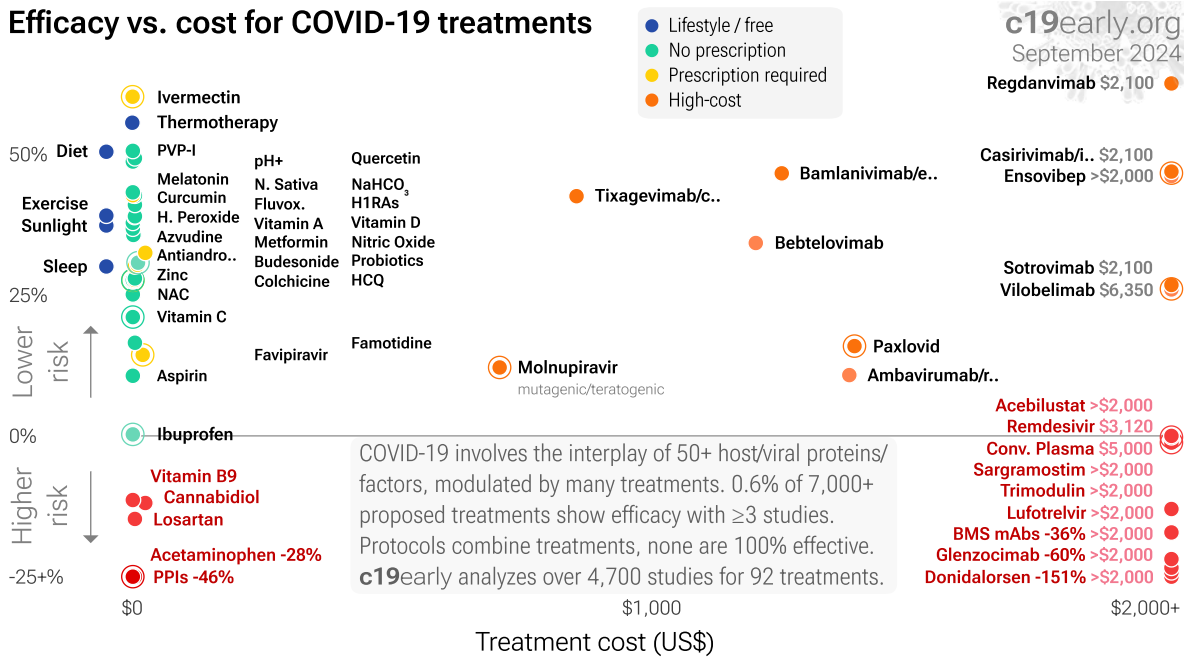 Efficacy vs. cost for COVID-19 treatments
Lifestyle / free
No prescription
Prescription required
High-cost
c19early.org
September 2024
Regdanvimab $2,100
Ivermectin
Thermotherapy
50%
Diet
PVP-I
pH+
Quercetin
Casirivimab/i.. $2,100
Ensovibep >$2,000
Bamlanivimab/e..
Melatonin
N. Sativa
NaHCO3
Tixagevimab/c..
Curcumin
Fluvox.
H1RAs
Exercise
H. Peroxide
Vitamin A
Vitamin D
Sunlight
Azvudine
Metformin
Nitric Oxide
Bebtelovimab
Antiandro..
Budesonide
Probiotics
Sleep
Zinc
Colchicine
HCQ
Sotrovimab $2,100
Vilobelimab $6,350
25%
NAC
Vitamin C
Lower
risk
Favipiravir
Famotidine
Paxlovid
Molnupiravir
mutagenic/teratogenic
Aspirin
Ambavirumab/r..
Acebilustat >$2,000
Remdesivir $3,120
0%
Ibuprofen
Conv. Plasma $5,000
Sargramostim >$2,000
Trimodulin >$2,000
Lufotrelvir >$2,000
BMS mAbs -36% >$2,000
Glenzocimab -60% >$2,000
Donidalorsen -151% >$2,000
Higher
risk
Vitamin B9
Cannabidiol
Losartan
Acetaminophen -28%
PPIs -46%
-25+%
COVID-19 involves the interplay of 50+ host/viral proteins/
factors, modulated by many treatments. 0.6% of 7,000+
proposed treatments show efficacy with ≥3 studies.
Protocols combine treatments, none are 100% effective.
c19early analyzes over 4,700 studies for 92 treatments.
$0
$1,000
$2,000+
Treatment cost (US$)